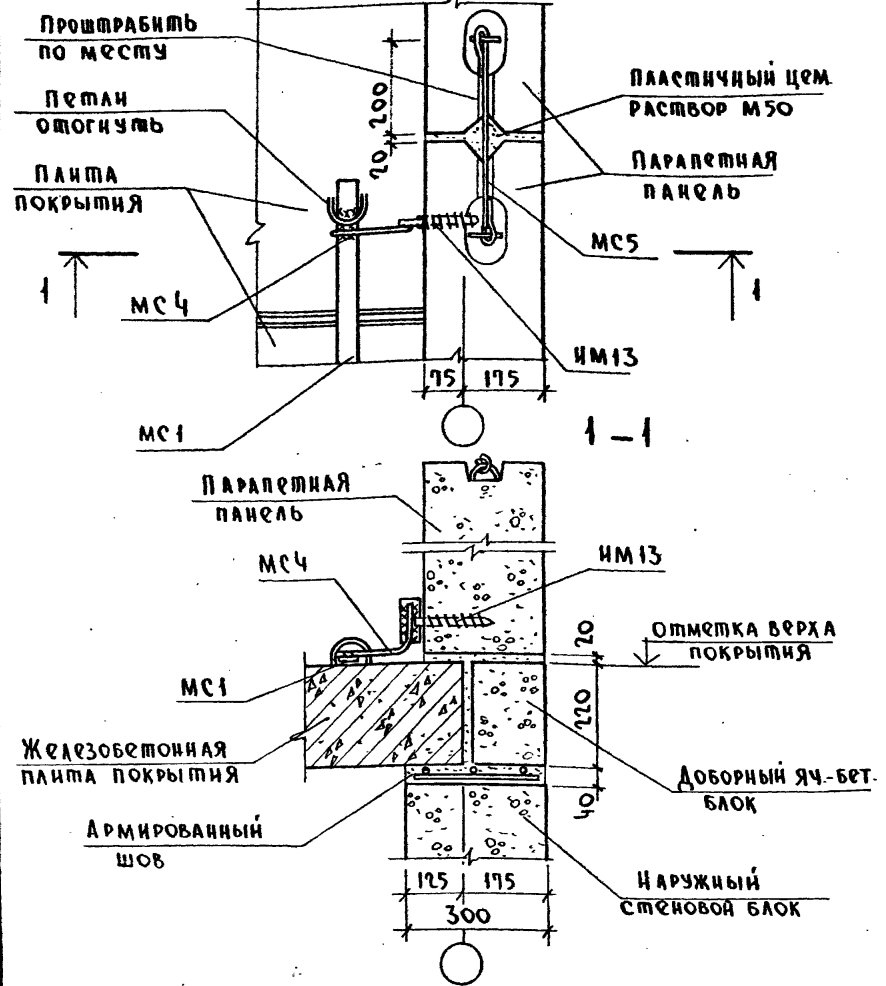 Проштрабить
по месту
Петли
отогнуть
Плита
покрытия
200
20
Пластичный цем.
раствор М50
Парапетная
панель
МС5
1
1
МС4
НМ13
75
175
МС1
1-1
Парапетная
панель
МС4
НМ13
20
Отметка верха
покрытия
МС1
220
Железобетонная
плита покрытия
Доборный яч.-бет.
блок
40
Армированный
шов
125
175
Наружный
стеновой блок
300